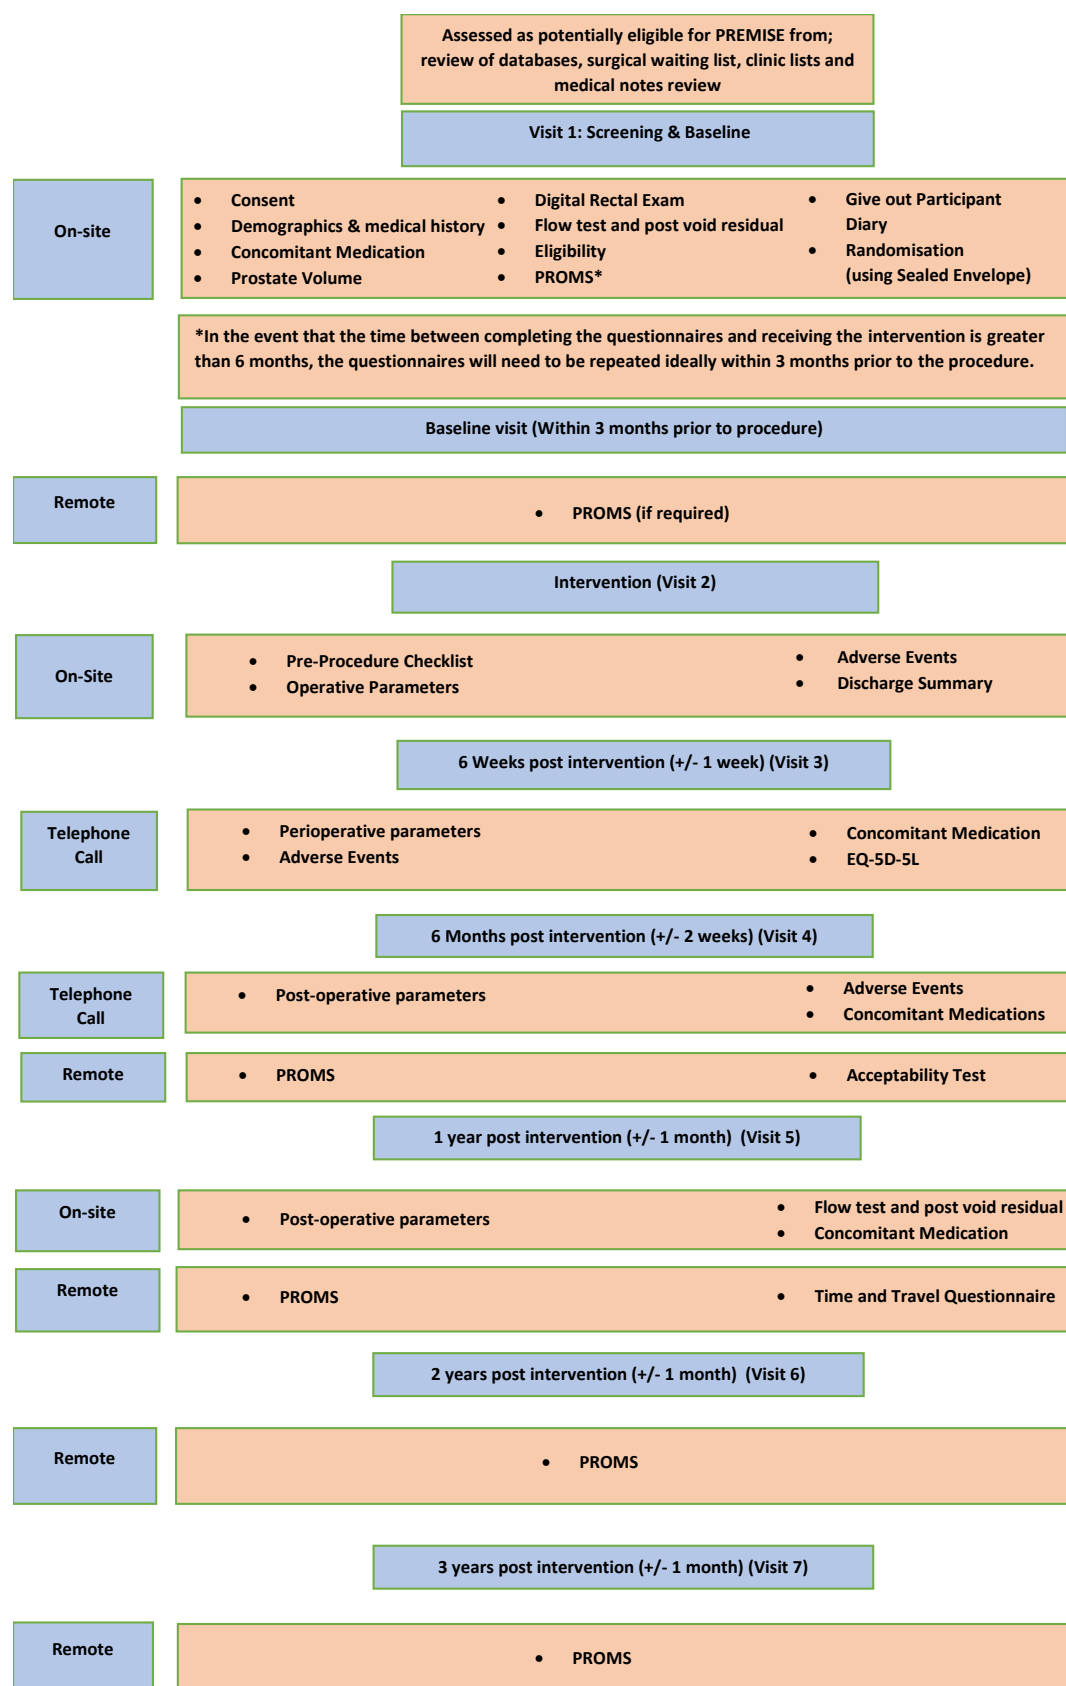 Assessed as potentially eligible for PREMISE from;
review of databases, surgical waiting list, clinic lists and
medical notes review
Visit 1: Screening & Baseline
On-site
• Consent
• Demographics & medical history
• Concomitant Medication
• Prostate Volume
• Digital Rectal Exam
• Flow test and post void residual
• Eligibility
• PROMS*
• Give out Participant
Diary
• Randomisation
(using Sealed Envelope)
*In the event that the time between completing the questionnaires and receiving the intervention is greater
than 6 months, the questionnaires will need to be repeated ideally within 3 months prior to the procedure.
Baseline visit (Within 3 months prior to procedure)
Remote
• PROMS (if required)
Intervention (Visit 2)
On-Site
• Pre-Procedure Checklist
• Operative Parameters
• Adverse Events
• Discharge Summary
6 Weeks post intervention (+/- 1 week) (Visit 3)
Telephone
Call
• Perioperative parameters
• Adverse Events
• Concomitant Medication
• EQ-5D-5L
6 Months post intervention (+/- 2 weeks) (Visit 4)
Telephone
Call
• Post-operative parameters
• Adverse Events
• Concomitant Medications
Remote
• PROMS
• Acceptability Test
1 year post intervention (+/- 1 month) (Visit 5)
On-site
• Post-operative parameters
• Flow test and post void residual
• Concomitant Medication
Remote
• PROMS
• Time and Travel Questionnaire
2 years post intervention (+/- 1 month) (Visit 6)
Remote
• PROMS
3 years post intervention (+/- 1 month) (Visit 7)
Remote
• PROMS